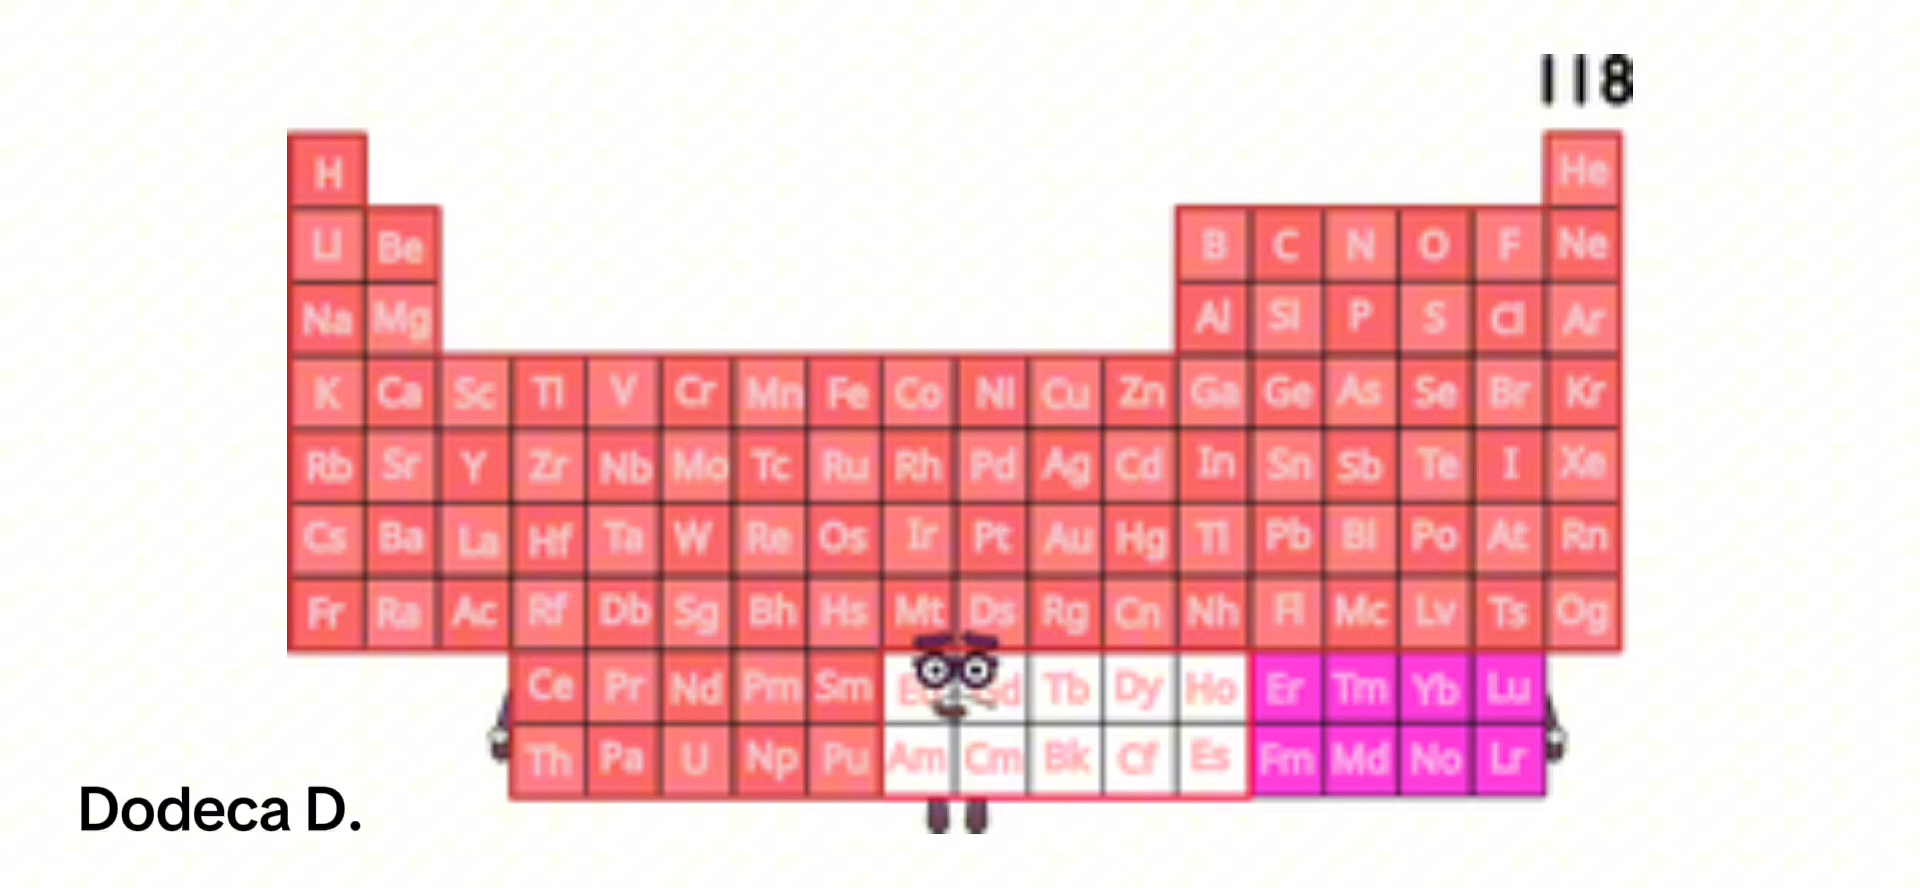 118
H He
LI Be B C N O F Ne
Na Mg Al SI P S Cl Ar
K Ca Sc TI V Cr Mn Fe Co NI Cu Zn Ga Ge As Se Br Kr
Rb Sr Y Zr Nb Mo Tc Ru Rh Pd Ag Cd In Sn Sb Te I Xe
Cs Ba La Hf Ta W Re Os Ir Pt Au Hg Tl Pb BI Po At Rn
Fr Ra Ac Rf Db Sg Bh Hs Mt Ds Rg Cn Nh Fl Mc Lv Ts Og
Ce Pr Nd Pm Sm Tb Dy Ho Er Tm Yb Lu
Th Pa U Np Pu Am Cm Bk Cf Es Fm Md No Lr
Dodeca D.